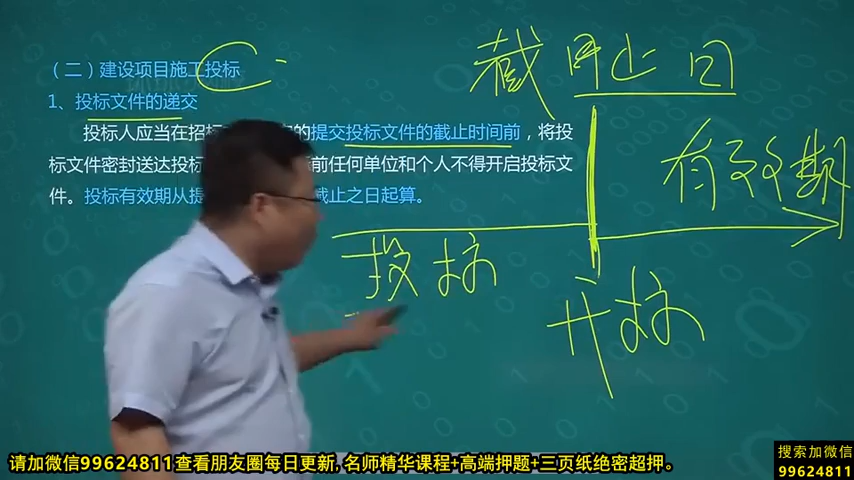 （二）建设项目施工投标
1、投标文件的递交
投标人应当在招标 的提交投标文件的截止时间前，将投
标文件密封送达投标 前任何单位和个人不得开启投标文
件。投标有效期从提 截止之日起算。
截止日
有效期
投标
开标
请加微信99624811查看朋友圈每日更新,名师精华课程+高端押题+三页纸绝密超押。
搜索加微信
99624811